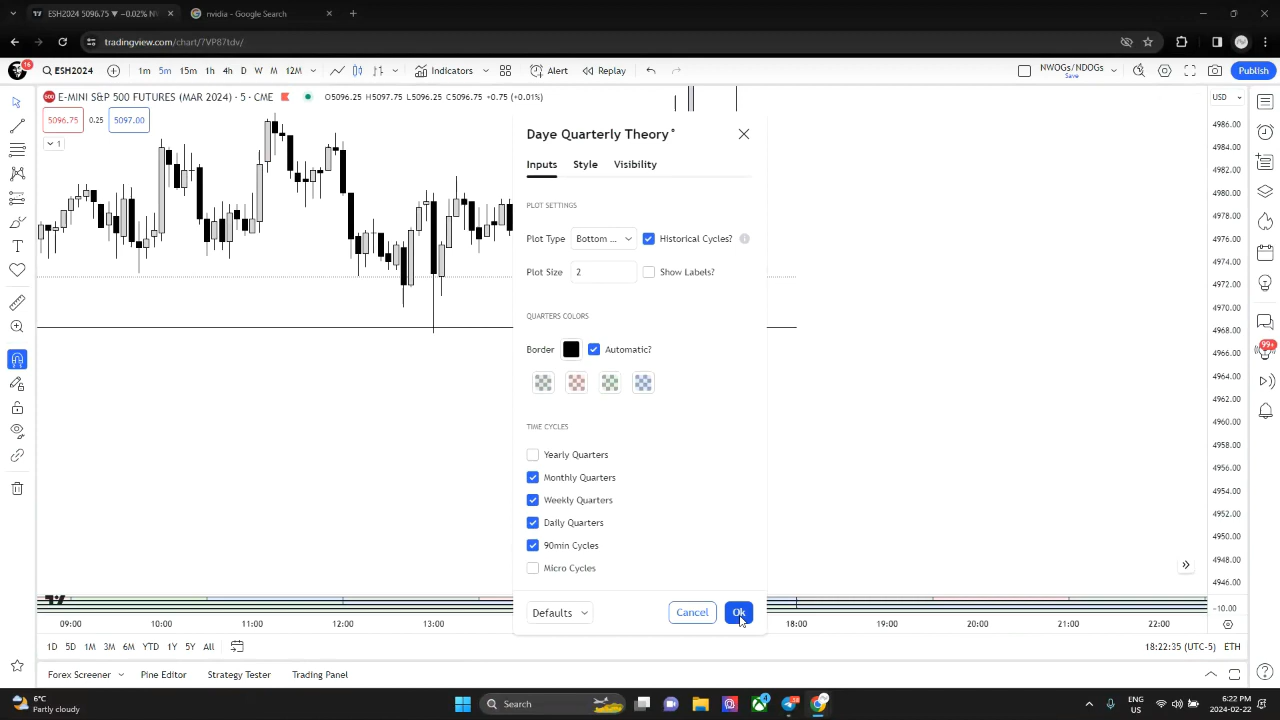 ESH2024 5096.75 ▼ −0.02% NW
nvidia - Google Search
tradingview.com/chart/7VP87tdv/
16
ESH2024
1m 5m 15m 1h 4h D W M 12M
Indicators
Alert
Replay
NWOGs/NDOGs
Save
Publish
E-MINI S&P 500 FUTURES (MAR 2024) · 5 · CME
O5096.25 H5097.75 L5096.25 C5096.75 +0.75 (+0.01%)
USD
5096.75
0.25
5097.00
1
Daye Quarterly Theory°
Inputs
Style
Visibility
PLOT SETTINGS
Plot Type
Bottom ...
Historical Cycles?
Plot Size
2
Show Labels?
QUARTERS COLORS
Border
Automatic?
TIME CYCLES
Yearly Quarters
Monthly Quarters
Weekly Quarters
Daily Quarters
90min Cycles
Micro Cycles
Defaults
Cancel
Ok
4986.00
4984.00
4982.00
4980.00
4978.00
4976.00
4974.00
4972.00
4970.00
4968.00
4966.00
4964.00
4962.00
4960.00
4958.00
4956.00
4954.00
4952.00
4950.00
4948.00
4946.00
−10.00
99+
09:00 10:00 11:00 12:00 13:00 18:00 19:00 20:00 21:00 22:00
1D 5D 1M 3M 6M YTD 1Y 5Y All
18:22:35 (UTC-5)
ETH
Forex Screener
Pine Editor
Strategy Tester
Trading Panel
6°C
Partly cloudy
Search
4
ENG
US
6:22 PM
2024-02-22